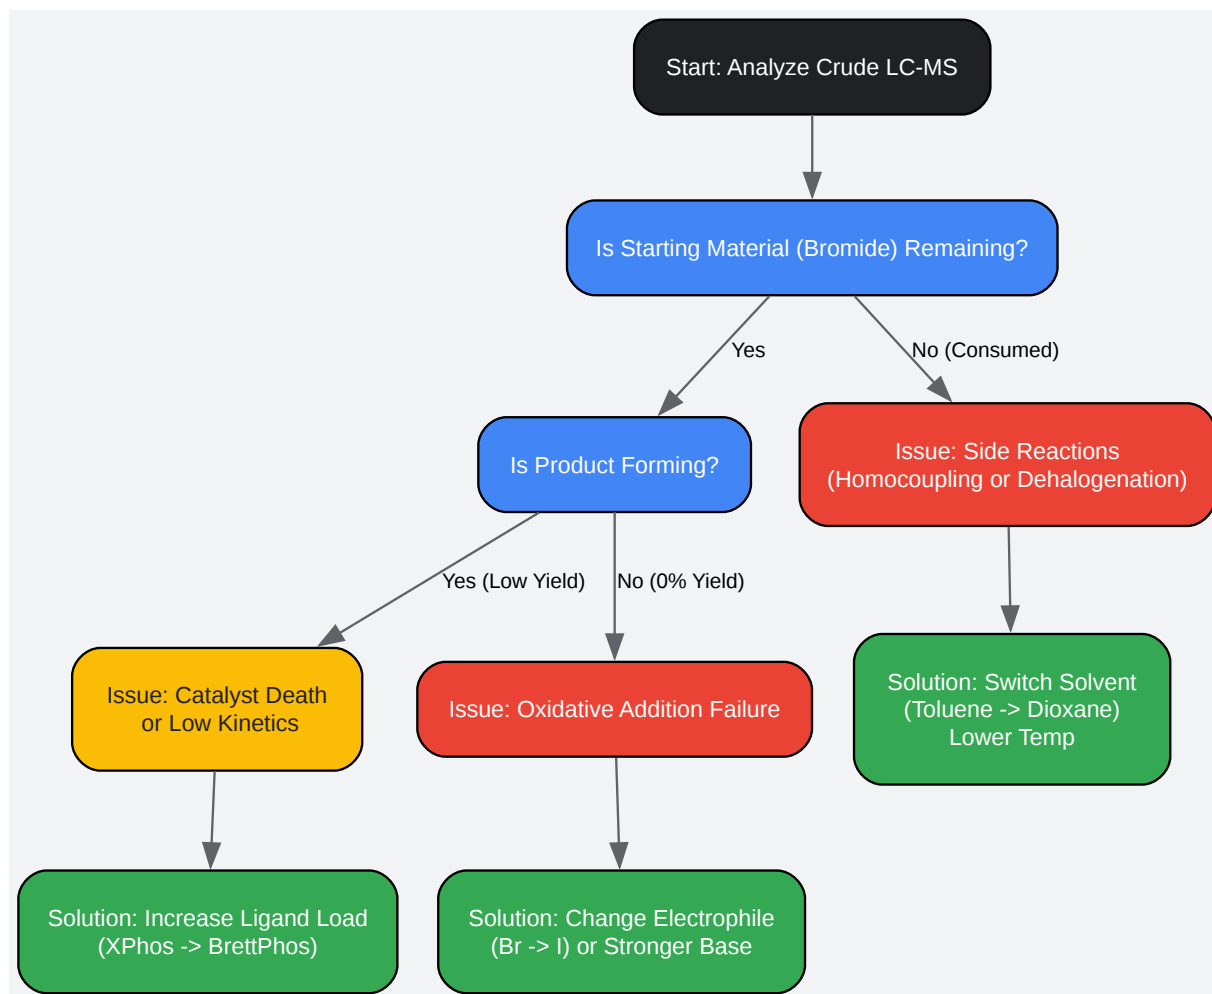 Start: Analyze Crude LC-MS
Is Starting Material (Bromide) Remaining?
Yes
No (Consumed)
Is Product Forming?
Issue: Side Reactions
(Homocoupling or Dehalogenation)
Yes (Low Yield)
No (0% Yield)
Issue: Catalyst Death
or Low Kinetics
Issue: Oxidative Addition Failure
Solution: Switch Solvent
(Toluene -> Dioxane)
Lower Temp
Solution: Increase Ligand Load
(XPhos -> BrettPhos)
Solution: Change Electrophile
(Br -> I) or Stronger Base